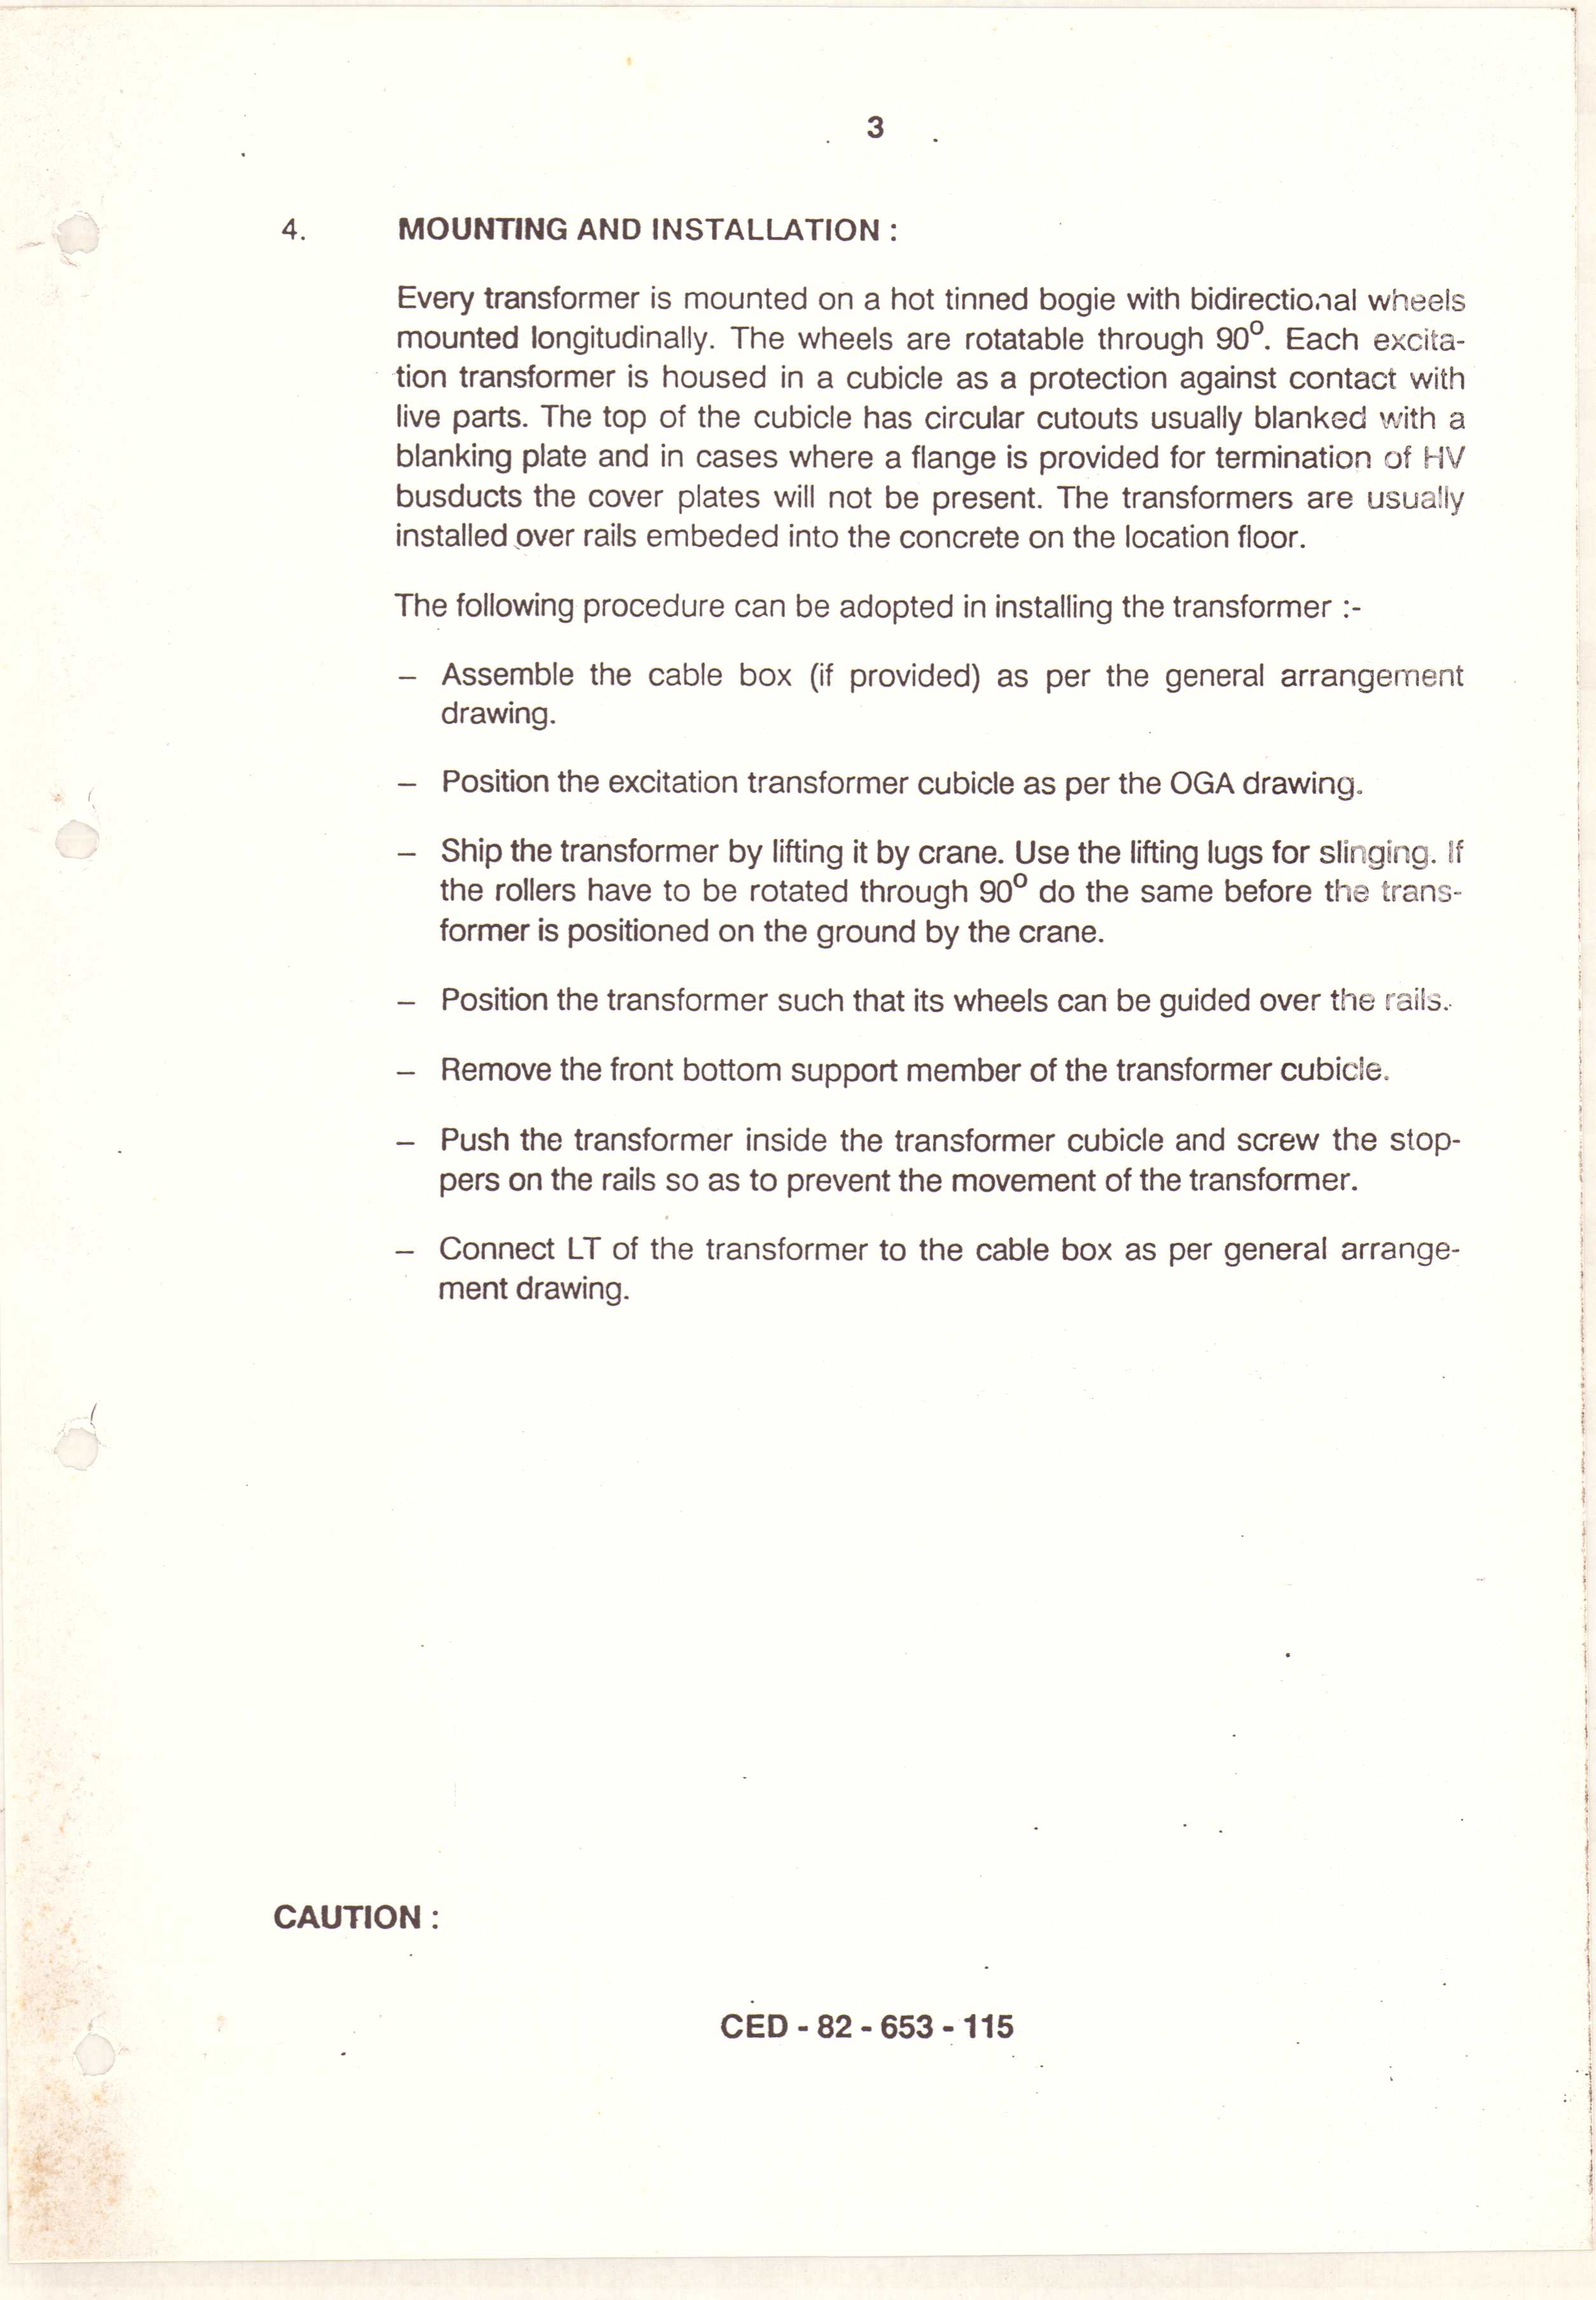 3
4. MOUNTING AND INSTALLATION :
Every transformer is mounted on a hot tinned bogie with bidirectional wheels
mounted longitudinally. The wheels are rotatable through 90⁰. Each excita-
tion transformer is housed in a cubicle as a protection against contact with
live parts. The top of the cubicle has circular cutouts usually blanked with a
blanking plate and in cases where a flange is provided for termination of HV
busducts the cover plates will not be present. The transformers are usually
installed over rails embeded into the concrete on the location floor.
The following procedure can be adopted in installing the transformer :-
– Assemble the cable box (if provided) as per the general arrangement
drawing.
– Position the excitation transformer cubicle as per the OGA drawing.
– Ship the transformer by lifting it by crane. Use the lifting lugs for slinging. If
the rollers have to be rotated through 90⁰ do the same before the trans-
former is positioned on the ground by the crane.
– Position the transformer such that its wheels can be guided over the rails.
– Remove the front bottom support member of the transformer cubicle.
– Push the transformer inside the transformer cubicle and screw the stop-
pers on the rails so as to prevent the movement of the transformer.
– Connect LT of the transformer to the cable box as per general arrange-
ment drawing.
CAUTION :
CED - 82 - 653 - 115